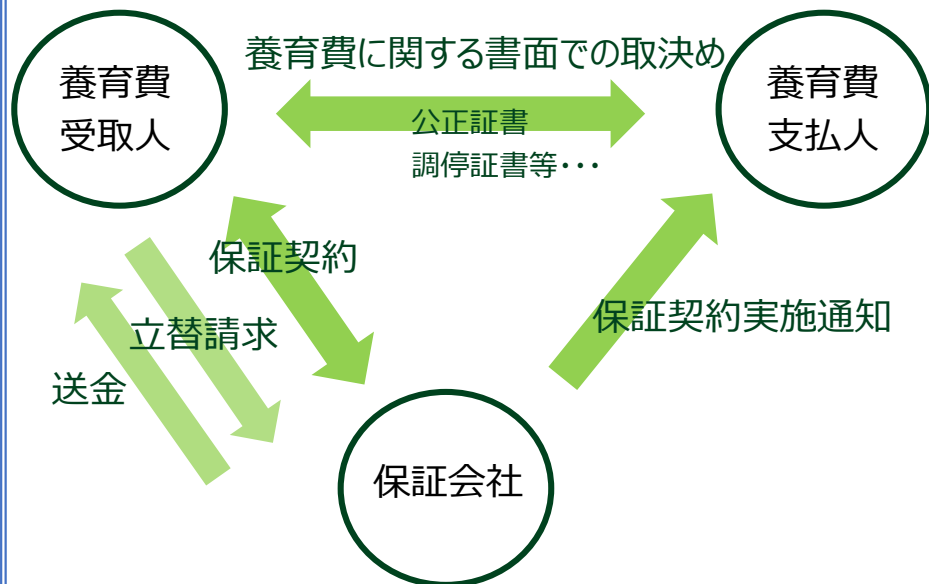 養育費に関する書面での取決め
養育費
受取人
公正証書
調停証書等・・・
養育費
支払人
保証契約
立替請求
送金
保証契約実施通知
保証会社